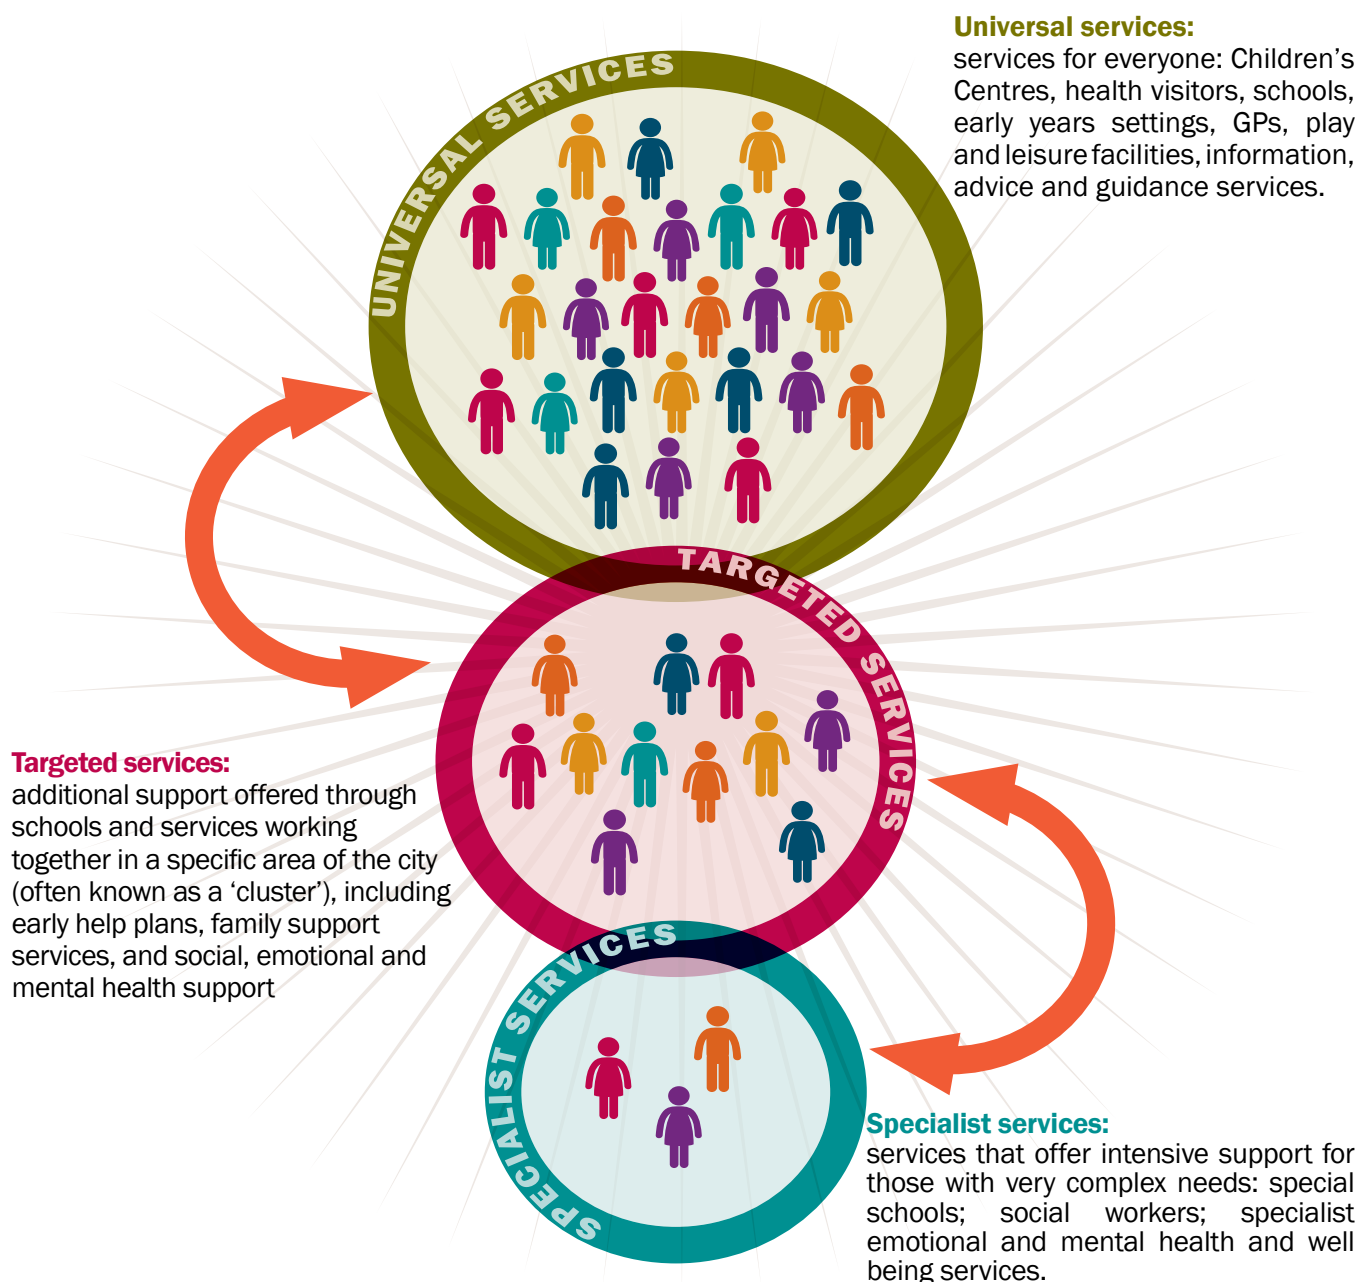 Universal services:
services for everyone: Children’s
Centres, health visitors, schools,
early years settings, GPs, play
and leisure facilities, information,
advice and guidance services.
UNIVERSAL SERVICES
TARGETED SERVICES
Targeted services:
additional support offered through
schools and services working
together in a specific area of the city
(often known as a ‘cluster’), including
early help plans, family support
services, and social, emotional and
mental health support
SPECIALIST SERVICES
Specialist services:
services that offer intensive support for
those with very complex needs: special
schools; social workers; specialist
emotional and mental health and well
being services.